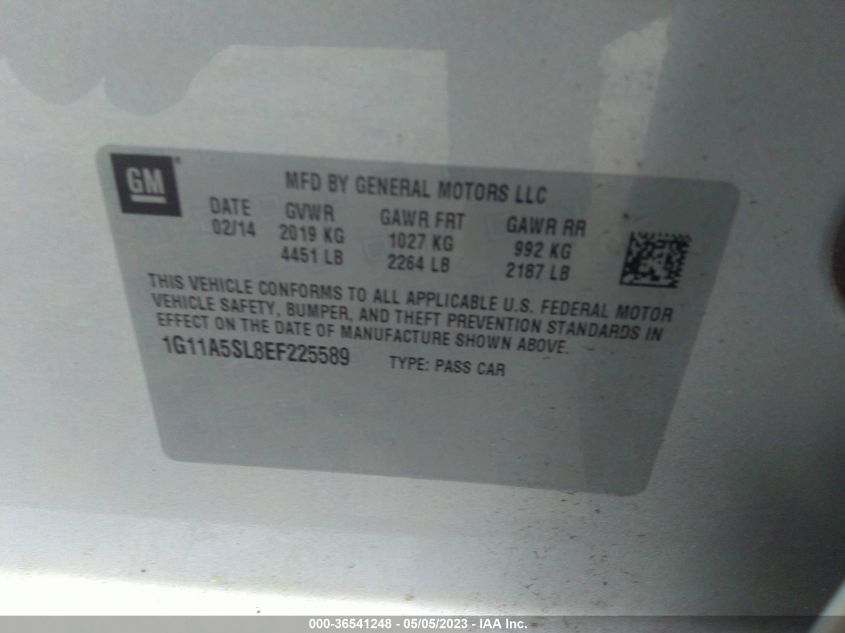 GM
MFD BY GENERAL MOTORS LLC
DATE GVWR GAWR FRT GAWR RR
02/14 2019 KG 1027 KG 992 KG
4451 LB 2264 LB 2187 LB
THIS VEHICLE CONFORMS TO ALL APPLICABLE U.S. FEDERAL MOTOR
VEHICLE SAFETY, BUMPER, AND THEFT PREVENTION STANDARDS IN
EFFECT ON THE DATE OF MANUFACTURE SHOWN ABOVE.
1G11A5SL8EF225589 TYPE: PASS CAR
000-36541248 - 05/05/2023 - IAA Inc.